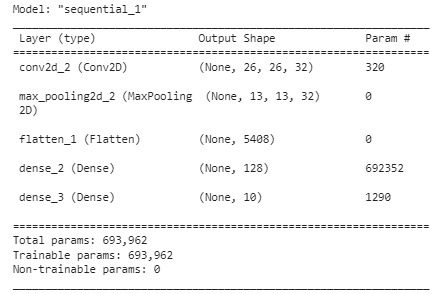 Model: "sequential_1"
Layer (type) Output Shape Param #
conv2d_2 (Conv2D) (None, 26, 26, 32) 320
max_pooling2d_2 (MaxPooling (None, 13, 13, 32) 0
2D)
flatten_1 (Flatten) (None, 5408) 0
dense_2 (Dense) (None, 128) 692352
dense_3 (Dense) (None, 10) 1290
Total params: 693,962
Trainable params: 693,962
Non-trainable params: 0